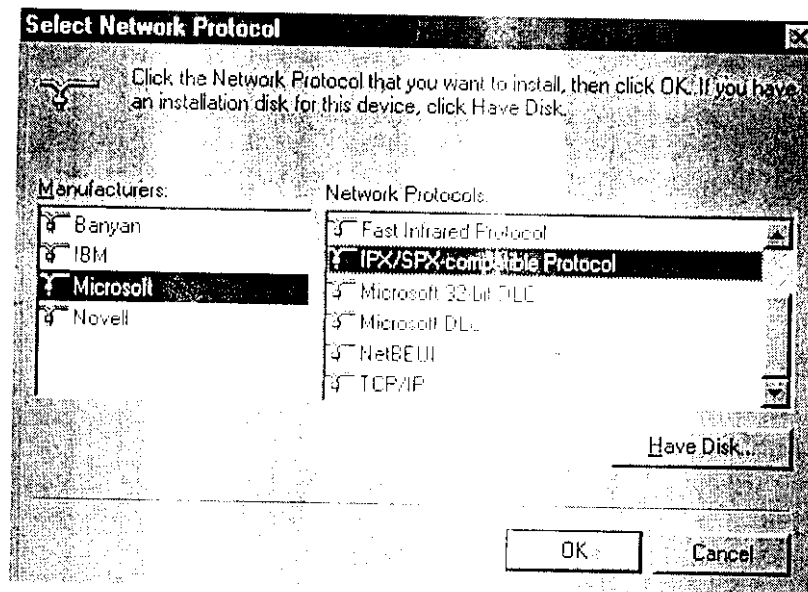 Select Network Protocol
Click the Network Protocol that you want to install, then click OK. If you have
an installation disk for this device, click Have Disk.
Manufacturers:
Banyan
IBM
Microsoft
Novell
Network Protocols:
Fast Infrared Protocol
IPX/SPX-compatible Protocol
Microsoft 32-bit DLC
Microsoft DLC
NetBEUI
TCP/IP
Have Disk...
OK
Cancel